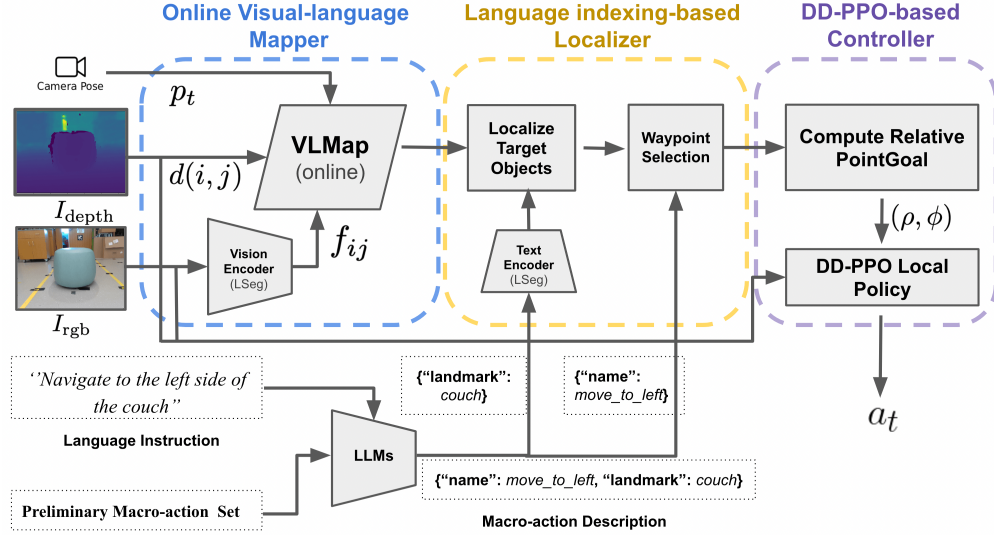 Online Visual-language
Mapper
Language indexing-based
Localizer
DD-PPO-based
Controller
Camera Pose
p_t
VLMap
(online)
d(i, j)
I_depth
f_{ij}
Vision
Encoder
(LSeg)
I_rgb
Localize
Target
Objects
Waypoint
Selection
Text
Encoder
(LSeg)
Compute Relative
PointGoal
(ρ, ϕ)
DD-PPO Local
Policy
a_t
‘’Navigate to the left side of
the couch”
Language Instruction
{“landmark”:
couch}
{“name”:
move_to_left}
LLMs
{“name”: move_to_left, “landmark”: couch}
Preliminary Macro-action Set
Macro-action Description